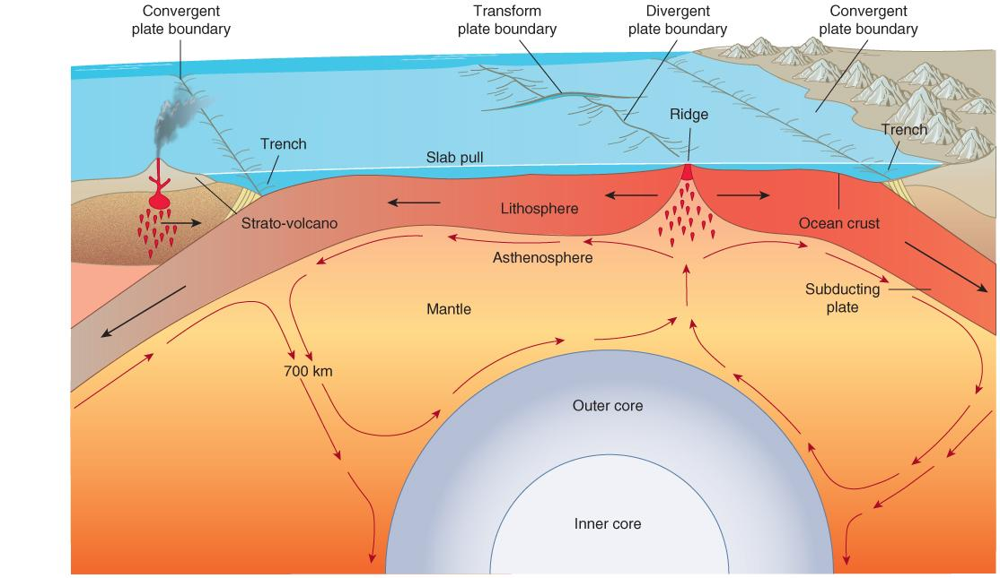 Convergent
plate boundary
Transform
plate boundary
Divergent
plate boundary
Convergent
plate boundary
Ridge
Trench
Trench
Slab pull
Lithosphere
Strato-volcano
Ocean crust
Asthenosphere
Subducting
plate
Mantle
700 km
Outer core
Inner core